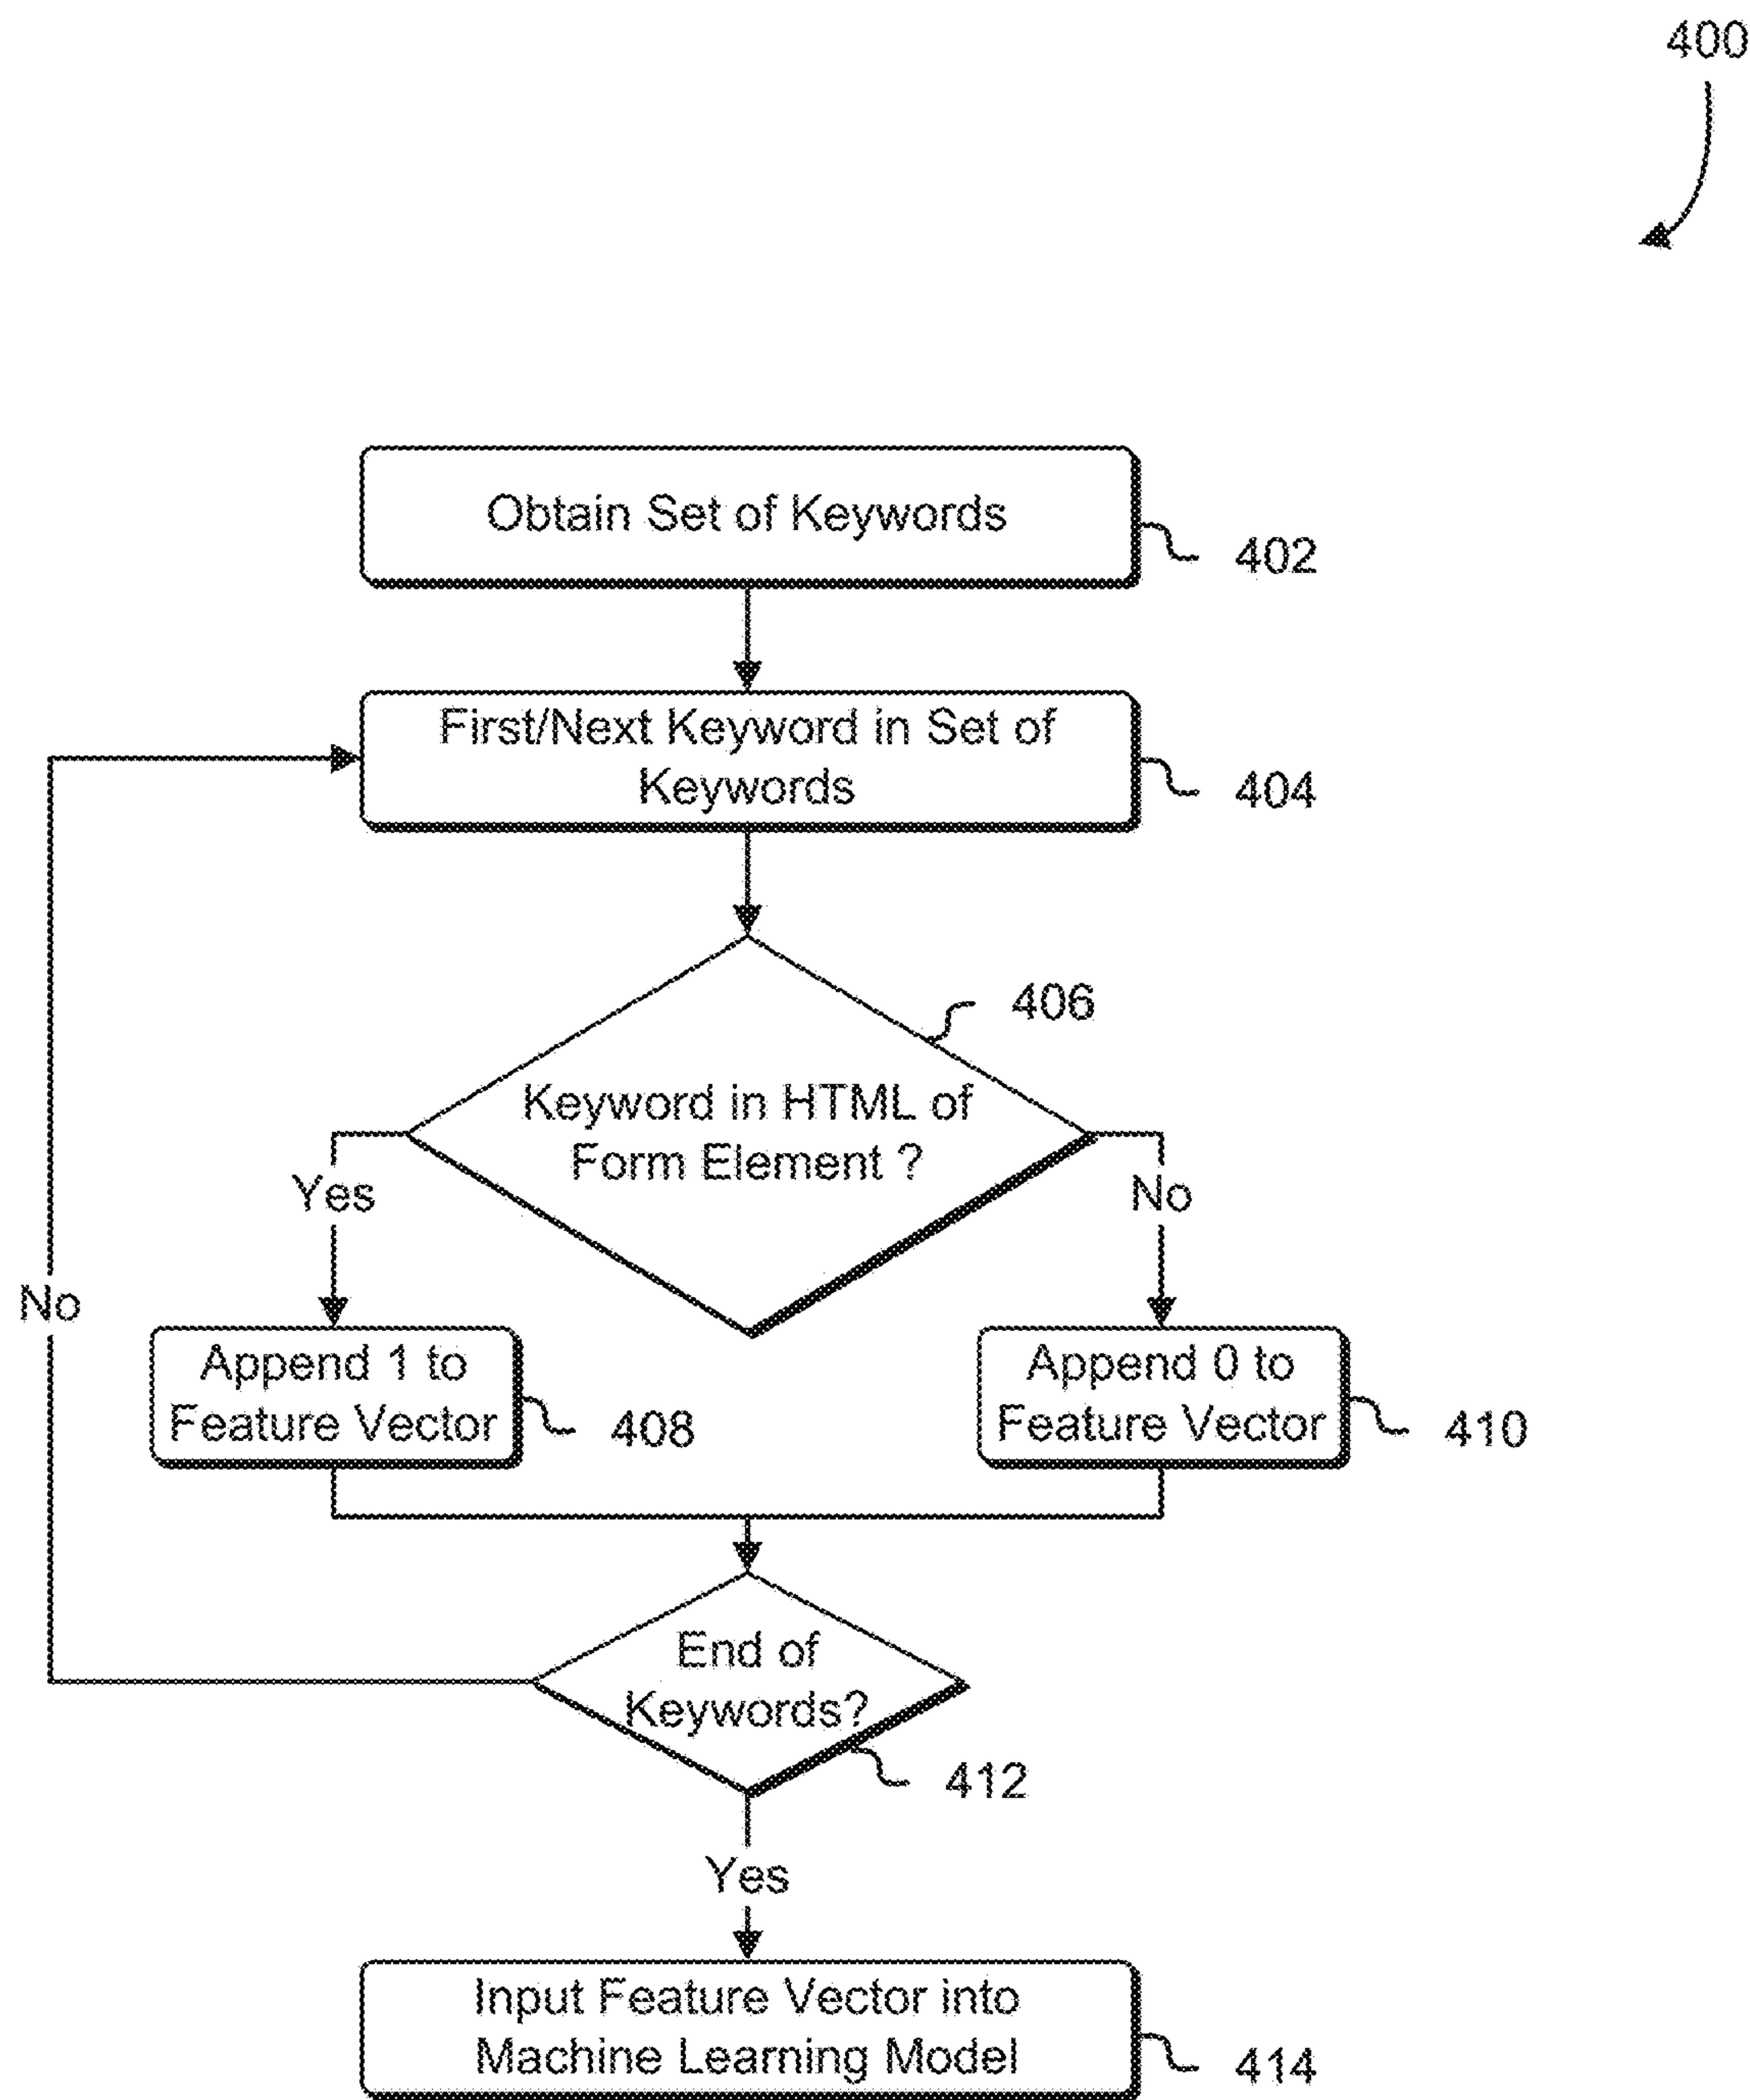 400
Obtain Set of Keywords
402
First/Next Keyword in Set of
Keywords
404
406
Keyword in HTML of
Form Element ?
Yes
No
No
Append 1 to
Feature Vector
408
Append 0 to
Feature Vector
410
End of
Keywords?
412
Yes
Input Feature Vector into
Machine Learning Model
414